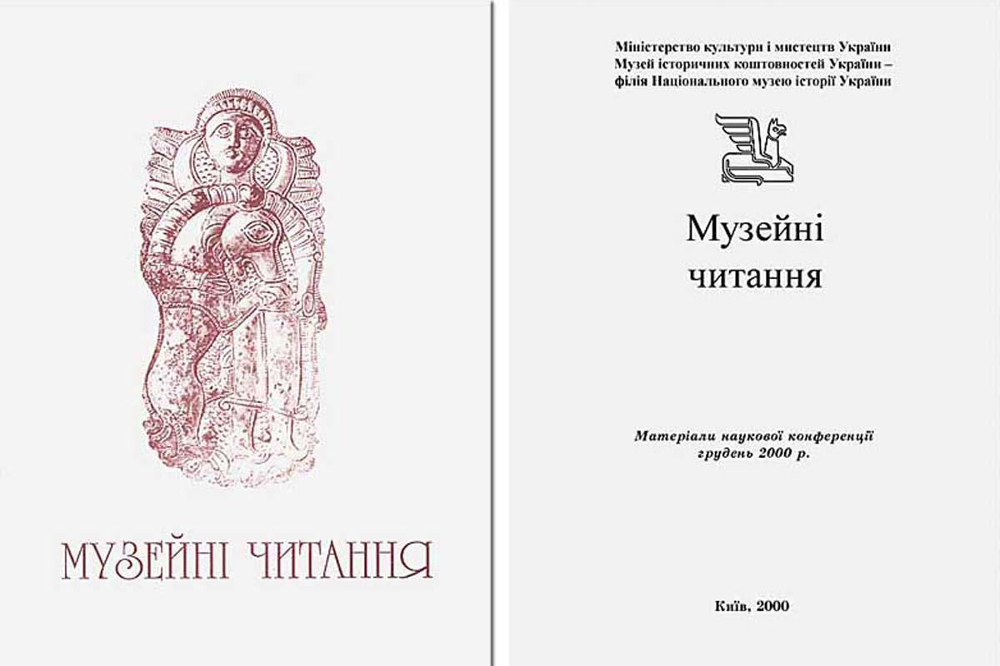 МУЗЕЙНІ ЧИТАННЯ
Міністерство культури і мистецтв України
Музей історичних коштовностей України –
філія Національного музею історії України
Музейні
читання
Матеріали наукової конференції
грудень 2000 р.
Київ, 2000